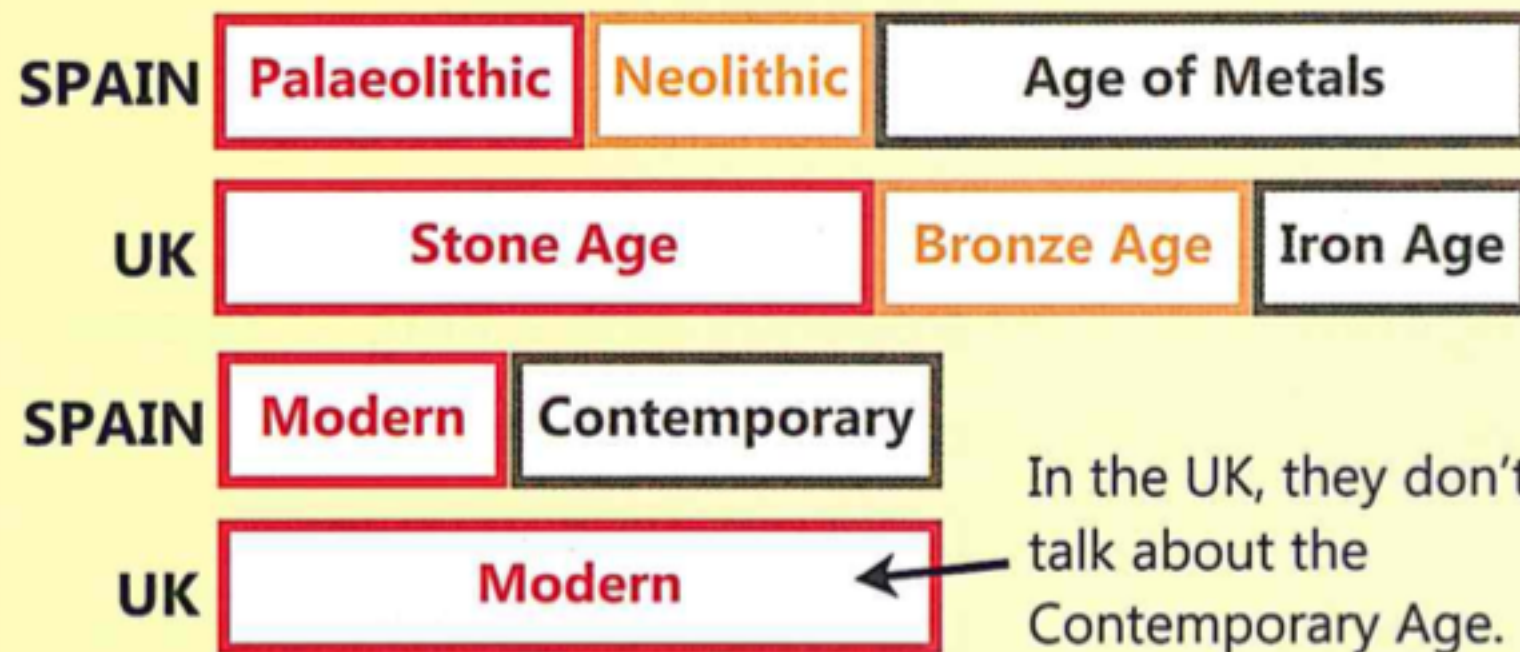 SPAIN Palaeolithic Neolithic Age of Metals
UK Stone Age Bronze Age Iron Age
SPAIN Modern Contemporary
UK Modern
In the UK, they don't
talk about the
Contemporary Age.